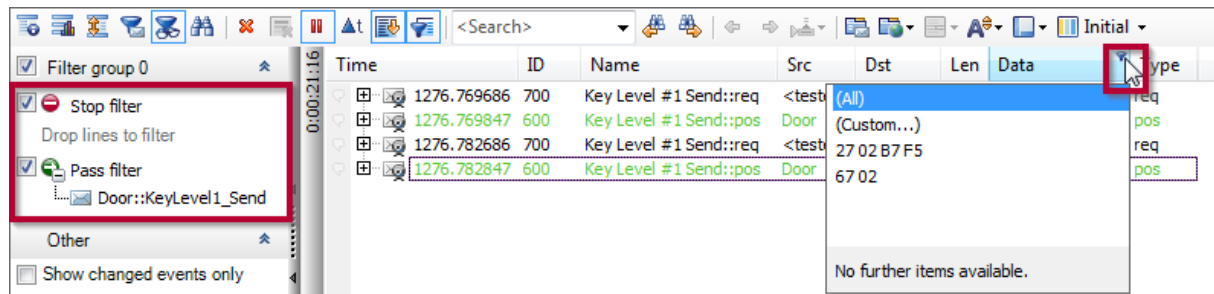 <Search>
Initial
Filter group 0
Stop filter
Drop lines to filter
Pass filter
Door::KeyLevel1_Send
Other
Show changed events only
0:00:21:16
Time ID Name Src Dst Len Data Type
1276.769686 700 Key Level #1 Send::req <test req
1276.769847 600 Key Level #1 Send::pos Door pos
1276.782686 700 Key Level #1 Send::req <test req
1276.782847 600 Key Level #1 Send::pos Door pos
(All)
(Custom...)
27 02 B7 F5
67 02
No further items available.